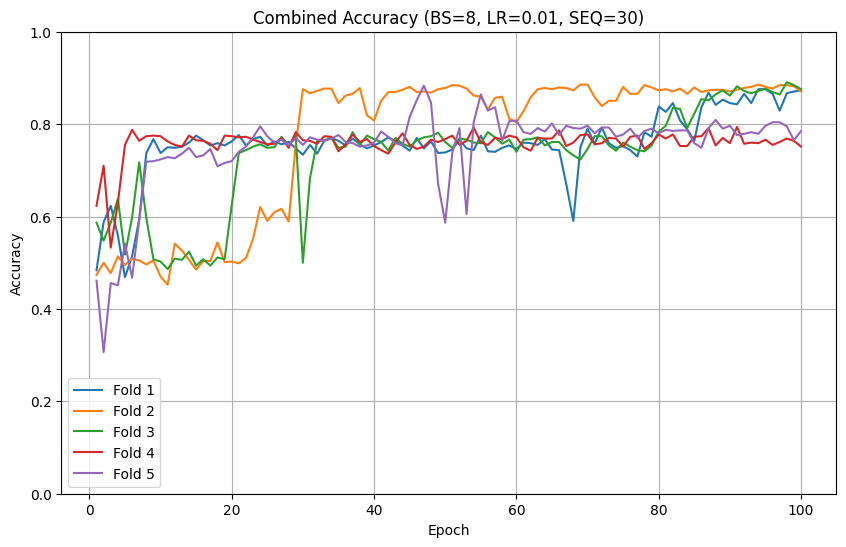 Combined Accuracy (BS=8, LR=0.01, SEQ=30)
1.0
0.8
0.6
0.4
0.2
0.0
Accuracy
Fold 1
Fold 2
Fold 3
Fold 4
Fold 5
0 20 40 60 80 100
Epoch